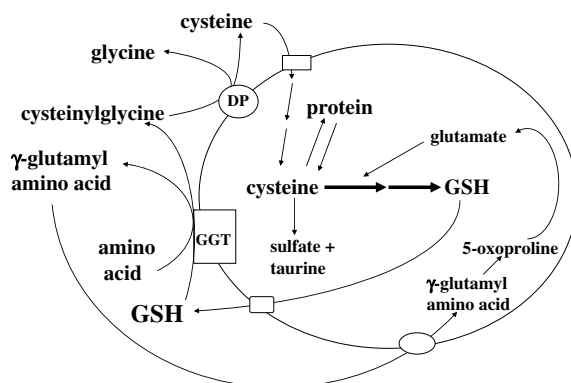 cysteine
glycine
DP
cysteinylglycine
protein
glutamate
γ-glutamyl
amino acid
cysteine
GSH
GGT
amino
acid
sulfate +
taurine
5-oxoproline
γ-glutamyl
amino acid
GSH